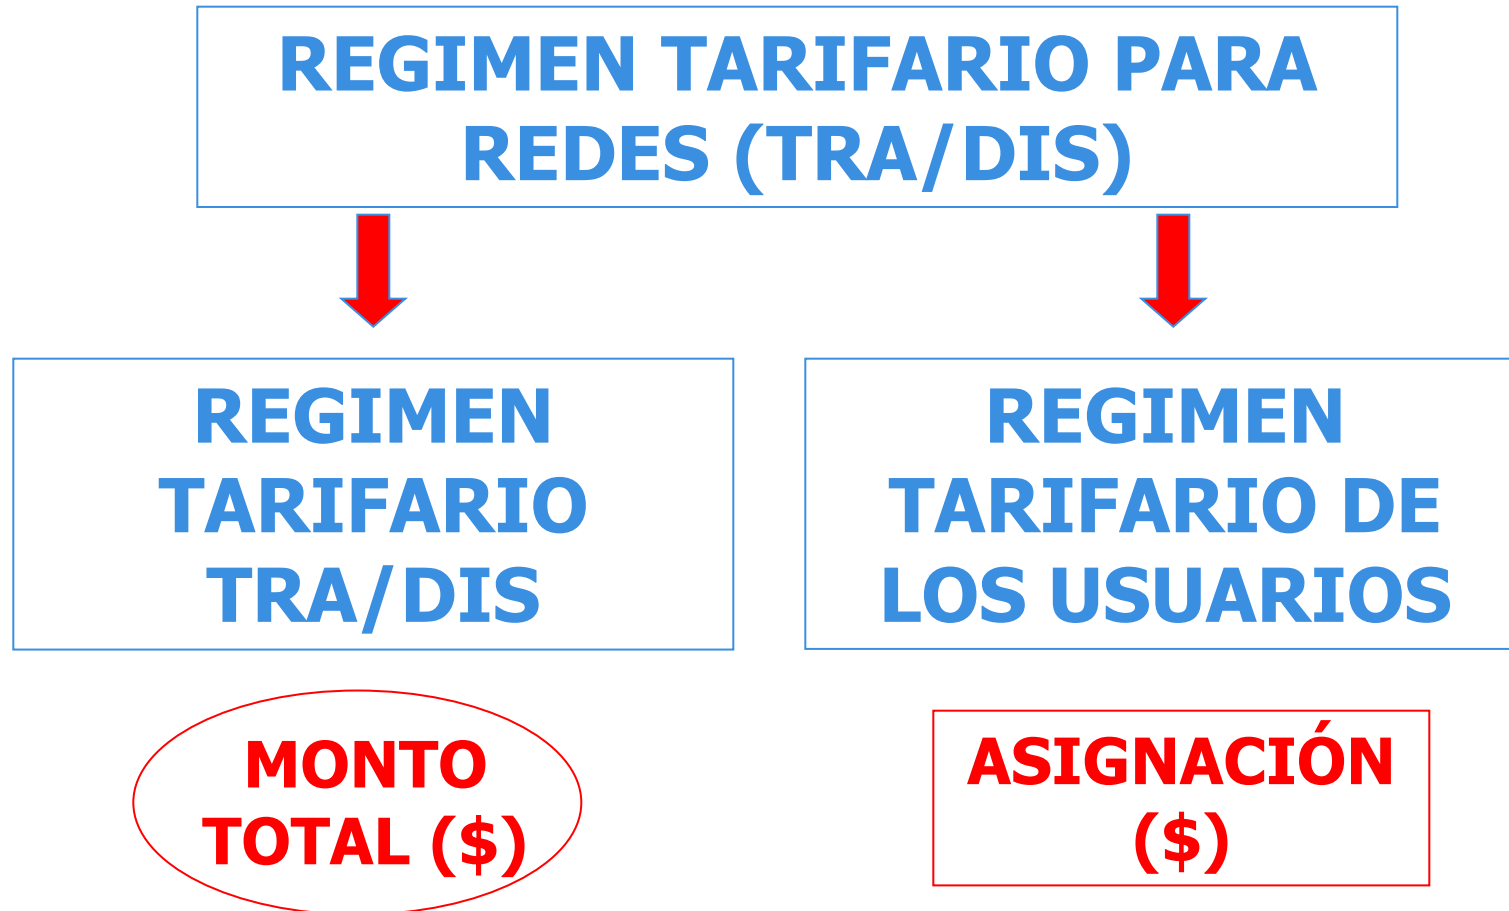 REGIMEN TARIFARIO PARA
REDES (TRA/DIS)
REGIMEN
TARIFARIO
TRA/DIS
REGIMEN
TARIFARIO DE
LOS USUARIOS
MONTO
TOTAL ($)
ASIGNACIÓN
($)